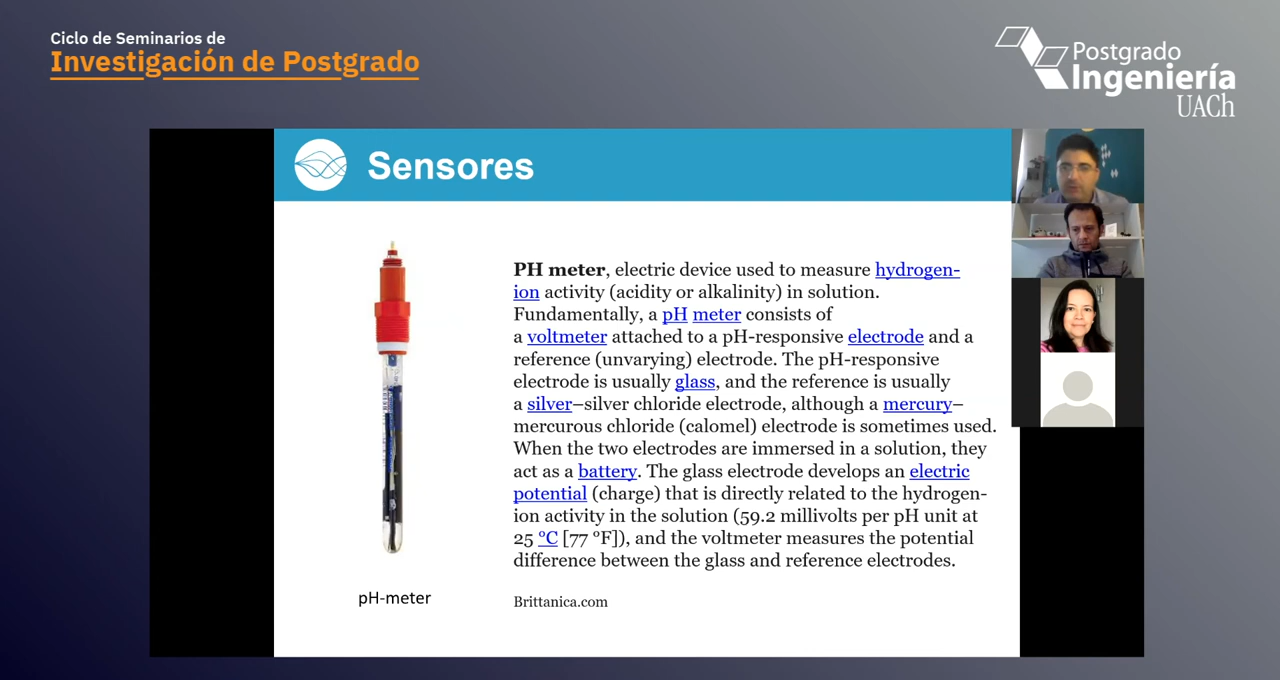 Ciclo de Seminarios de
Investigación de Postgrado
Postgrado
Ingeniería
UACh
Sensores
PH meter, electric device used to measure hydrogen-
ion activity (acidity or alkalinity) in solution.
Fundamentally, a pH meter consists of
a voltmeter attached to a pH-responsive electrode and a
reference (unvarying) electrode. The pH-responsive
electrode is usually glass, and the reference is usually
a silver–silver chloride electrode, although a mercury–
mercurous chloride (calomel) electrode is sometimes used.
When the two electrodes are immersed in a solution, they
act as a battery. The glass electrode develops an electric
potential (charge) that is directly related to the hydrogen-
ion activity in the solution (59.2 millivolts per pH unit at
25 °C [77 °F]), and the voltmeter measures the potential
difference between the glass and reference electrodes.
pH-meter
Brittanica.com